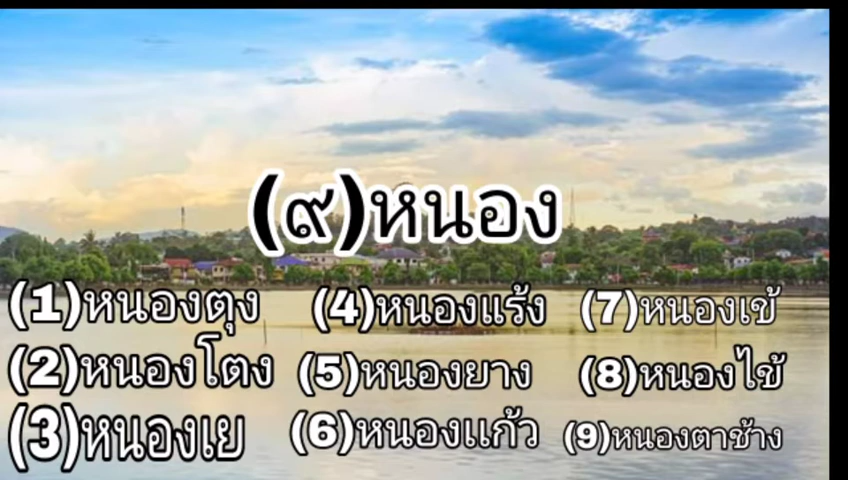 (๙)หนอง
(1)หนองตุง
(2)หนองโตง
(3)หนองเย
(4)หนองแร้ง
(5)หนองยาง
(6)หนองแก้ว
(7)หนองเข้
(8)หนองไข้
(9)หนองตาช้าง